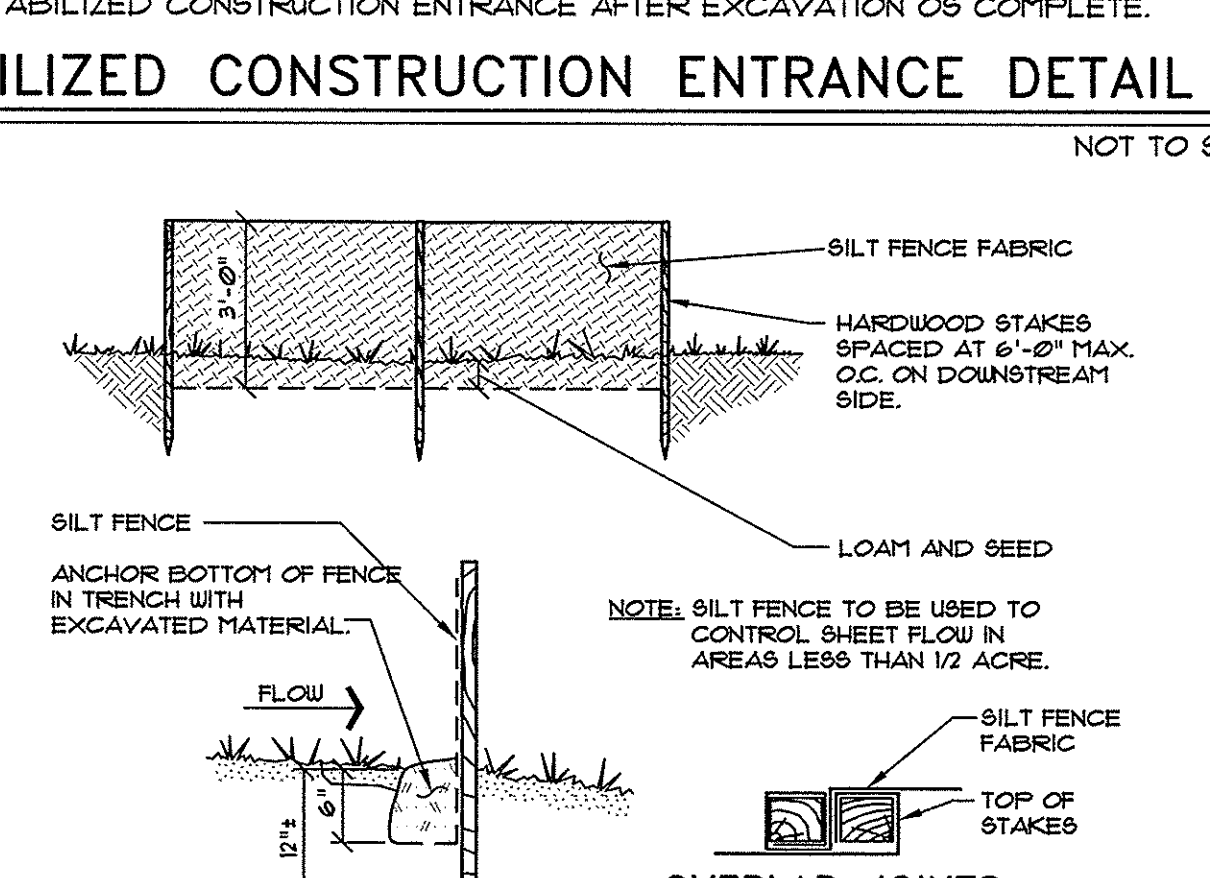 ABILIZED CONSTRUCTION ENTRANCE AFTER EXCAVATION OS COMPLETE.
ILIZED CONSTRUCTION ENTRANCE DETAIL
NOT TO S
3'-0"
SILT FENCE FABRIC
HARDWOOD STAKES
SPACED AT 6'-0" MAX.
O.C. ON DOWNSTREAM
SIDE.
LOAM AND SEED
SILT FENCE
ANCHOR BOTTOM OF FENCE
IN TRENCH WITH
EXCAVATED MATERIAL.
NOTE: SILT FENCE TO BE USED TO
CONTROL SHEET FLOW IN
AREAS LESS THAN 1/2 ACRE.
FLOW
6"
12"±
SILT FENCE
FABRIC
TOP OF
STAKES